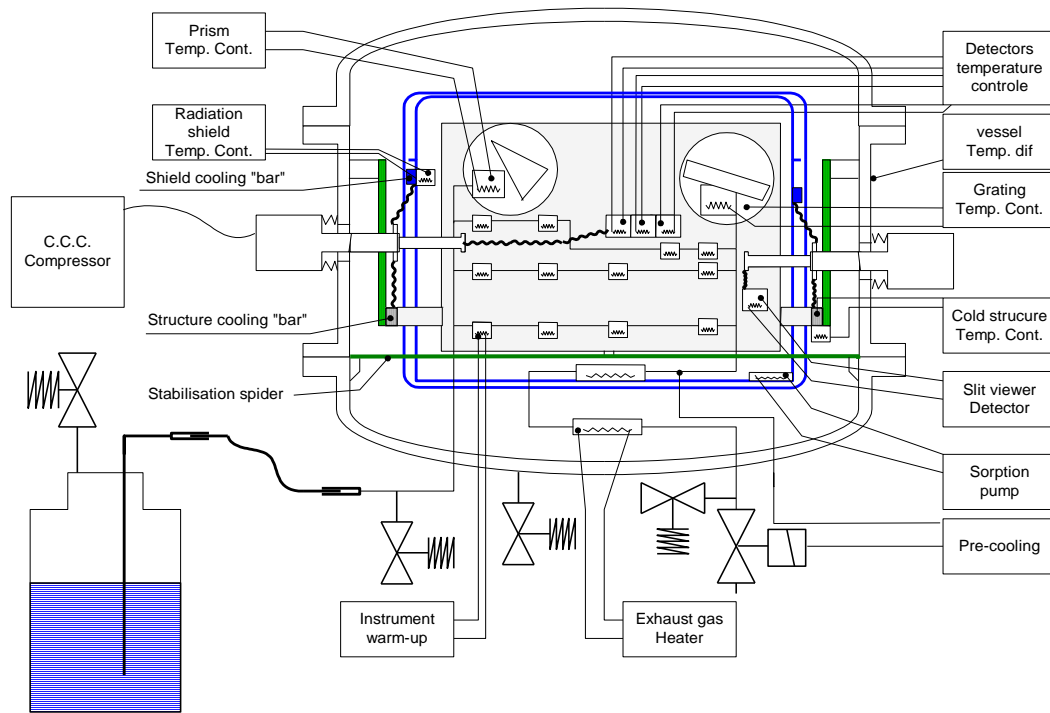 Prism
Temp. Cont.
Radiation
shield
Temp. Cont.
Shield cooling "bar"
C.C.C.
Compressor
Structure cooling "bar"
Stabilisation spider
Instrument
warm-up
Exhaust gas
Heater
Detectors
temperature
controle
vessel
Temp. dif
Grating
Temp. Cont.
Cold strucure
Temp. Cont.
Slit viewer
Detector
Sorption
pump
Pre-cooling